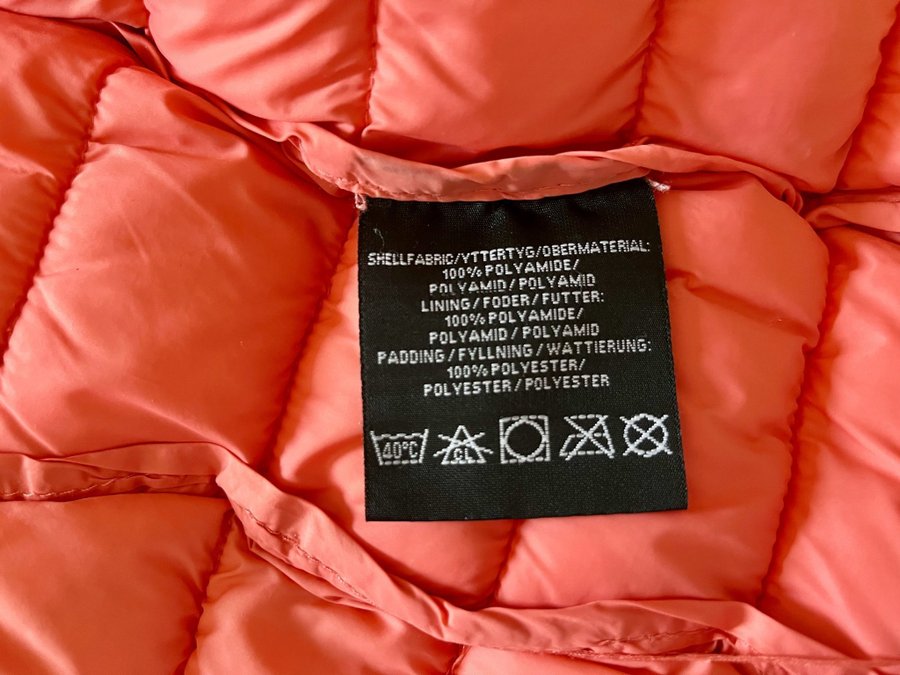 SHELLFABRIC/YTTERTYG/OBERMATERIAL:
100% POLYAMIDE/
POLYAMID/POLYAMID
LINING/FODER/FUTTER:
100% POLYAMIDE/
POLYAMID/POLYAMID
PADDING/FYLLNING/WATTIERUNG:
100% POLYESTER/
POLYESTER/POLYESTER
40°C CL